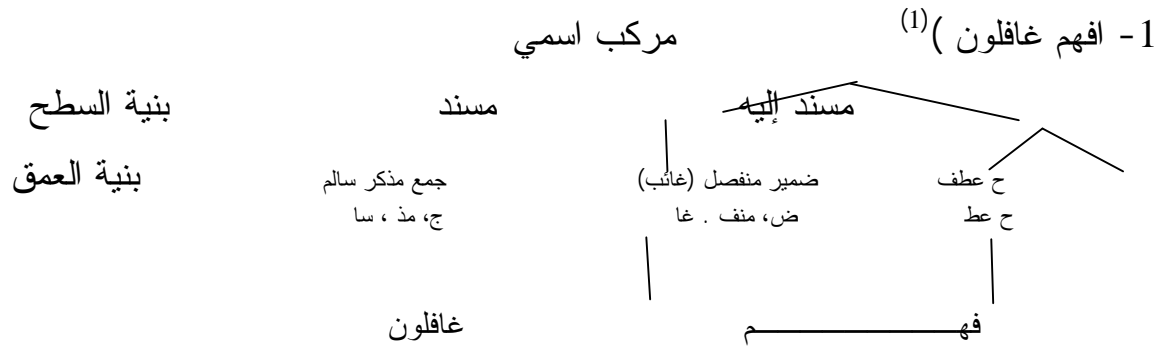 1- افهم غافلون )(1) مركب اسمي
مسند إليه مسند بنية السطح
ح عطف ضمير منفصل (غائب) جمع مذكر سالم بنية العمق
ح عط ض، منف . غا ج، مذ ، سا
فهم غافلون